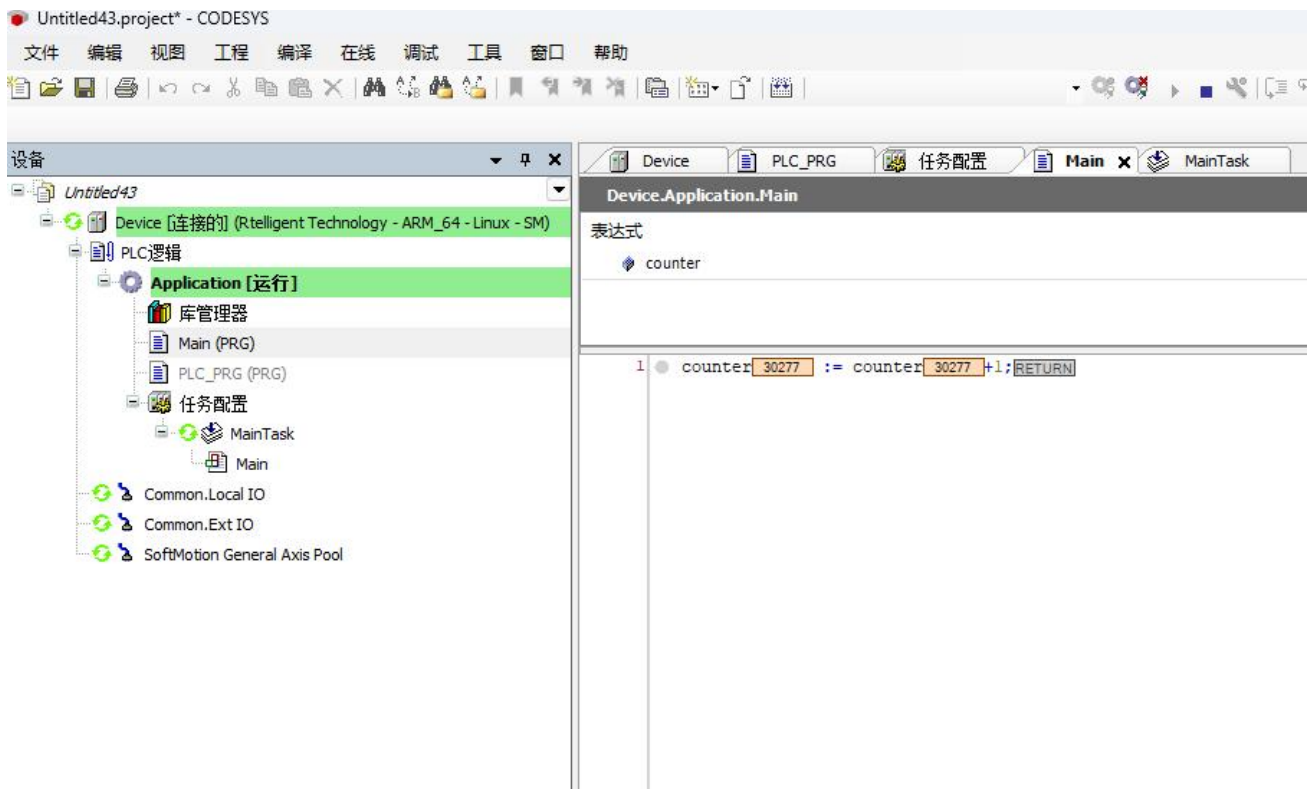 Untitled43.project* - CODESYS
文件 编辑 视图 工程 编译 在线 调试 工具 窗口 帮助
设备
Untitled43
Device [连接的] (Rtelligent Technology - ARM_64 - Linux - SM)
PLC逻辑
Application [运行]
库管理器
Main (PRG)
PLC_PRG (PRG)
任务配置
MainTask
Main
Common.Local IO
Common.Ext IO
SoftMotion General Axis Pool
Device PLC_PRG 任务配置 Main MainTask
Device.Application.Main
表达式
counter
1 counter 30277 := counter 30277 +1;RETURN